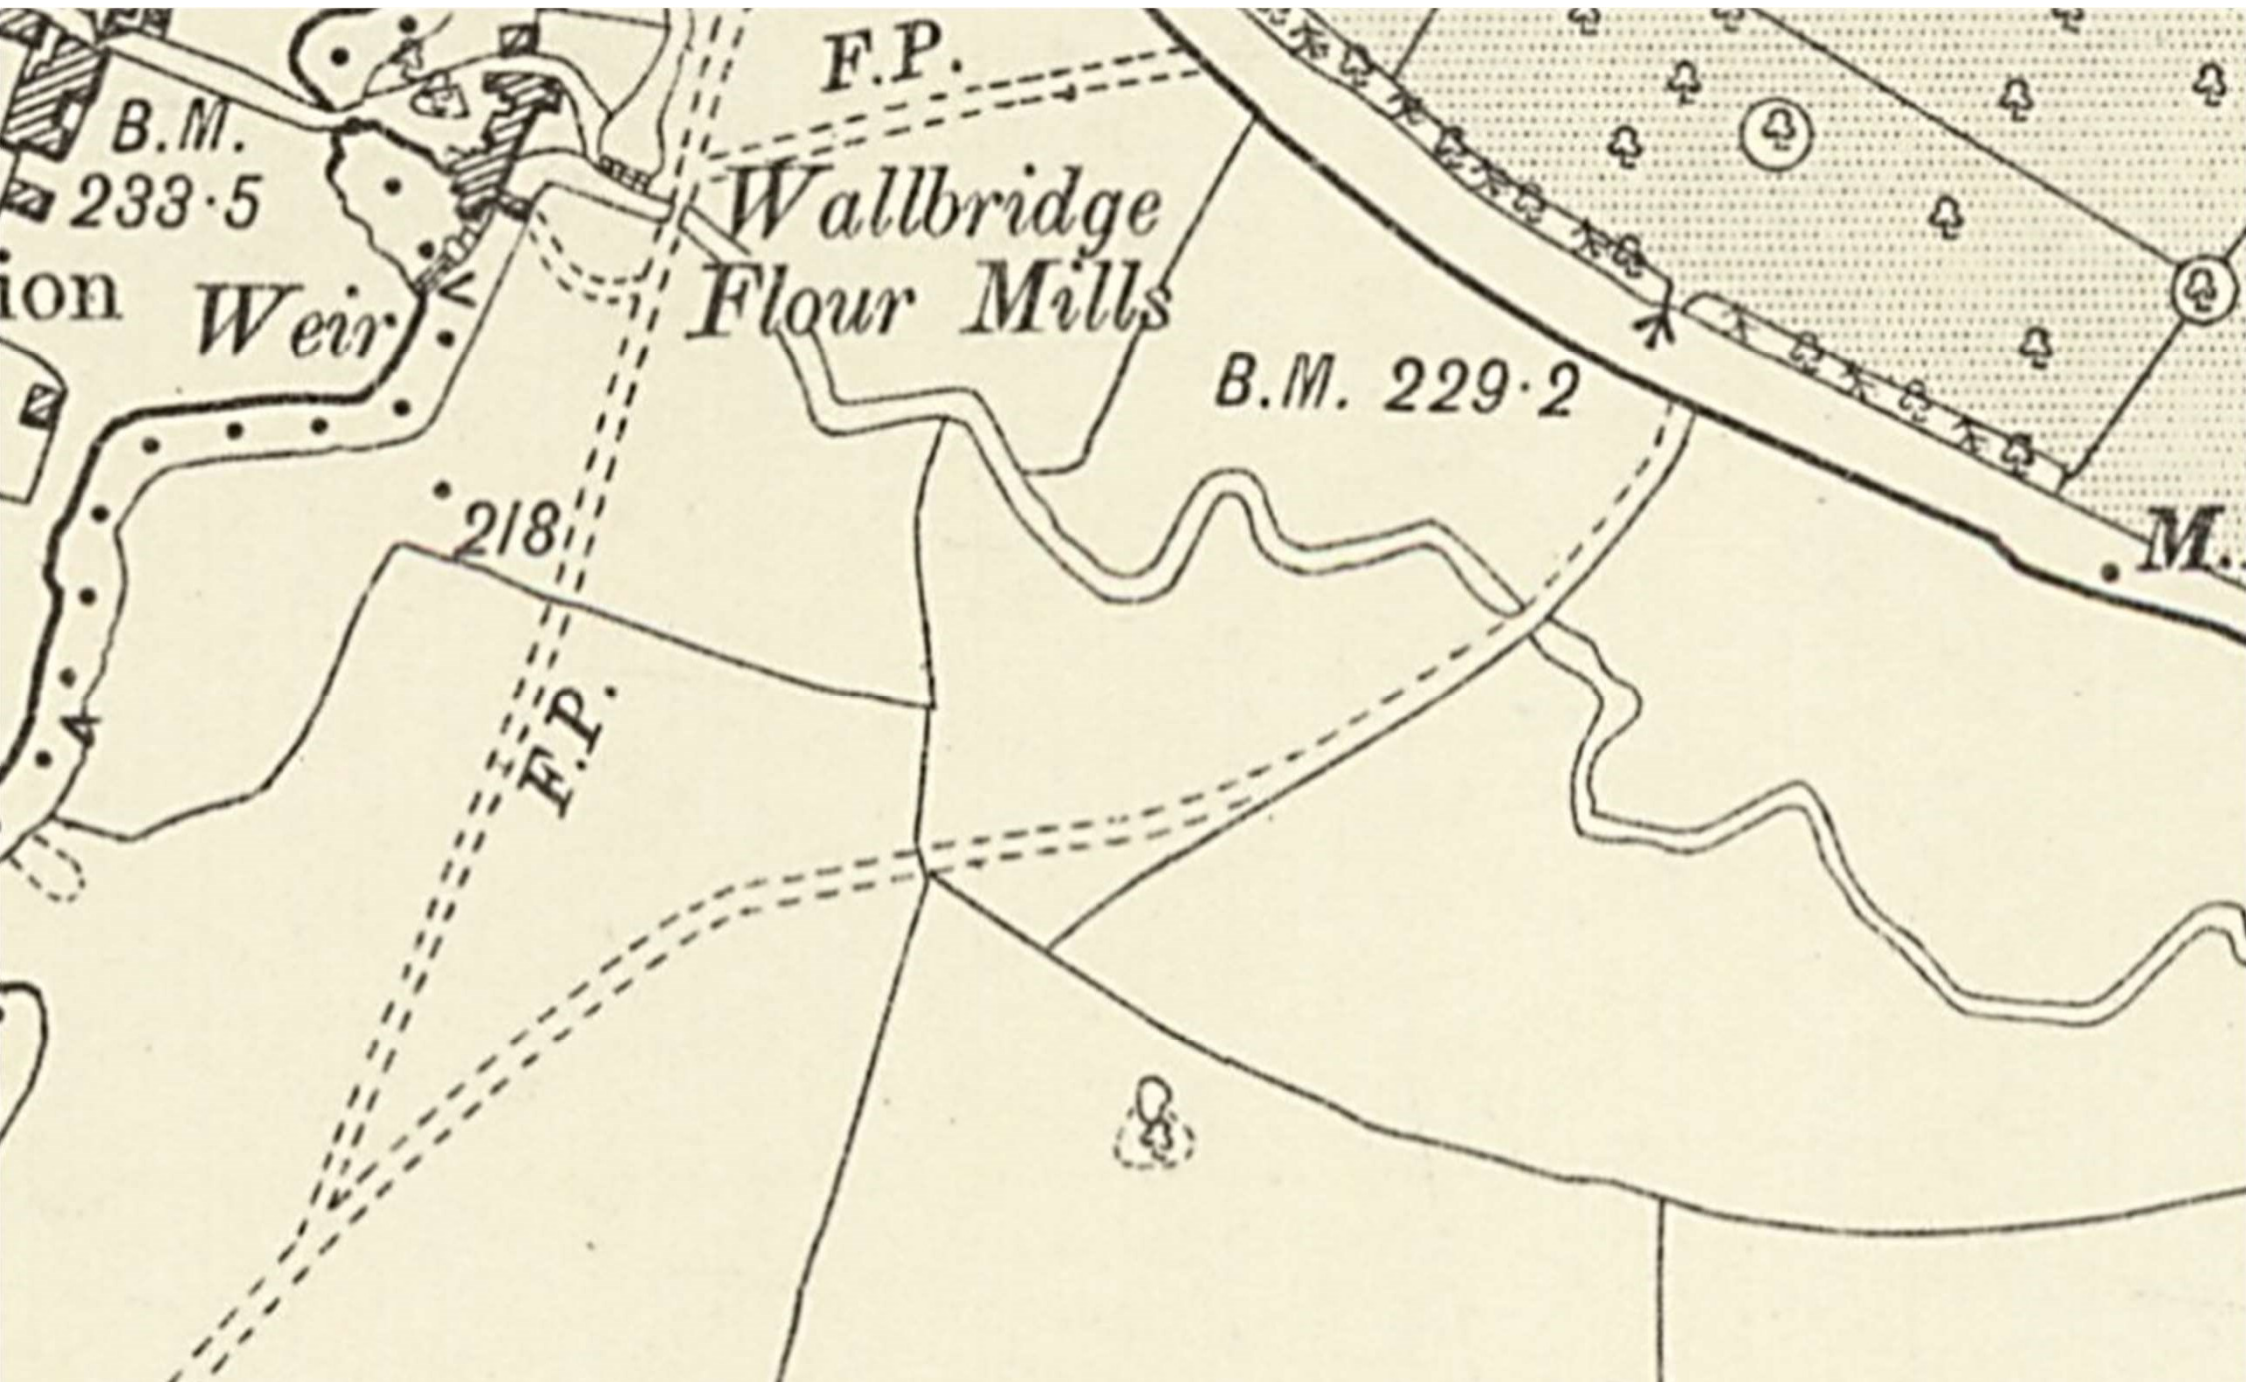 F.P.
B.M.
233·5
Wallbridge
Flour Mills
ion
Weir
B.M. 229·2
218
M.
F.P.